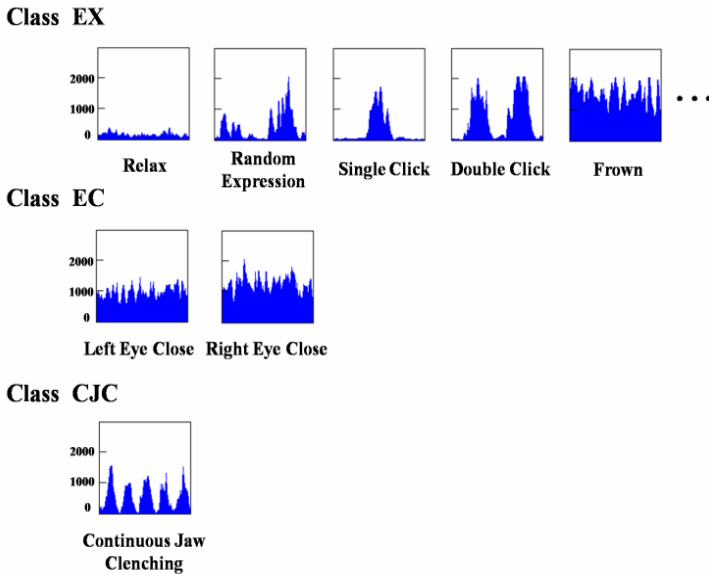 Class EX
2000
1000
0
Relax
Random
Expression
Single Click
Double Click
Frown
...
Class EC
2000
1000
0
Left Eye Close
Right Eye Close
Class CJC
2000
1000
0
Continuous Jaw
Clenching